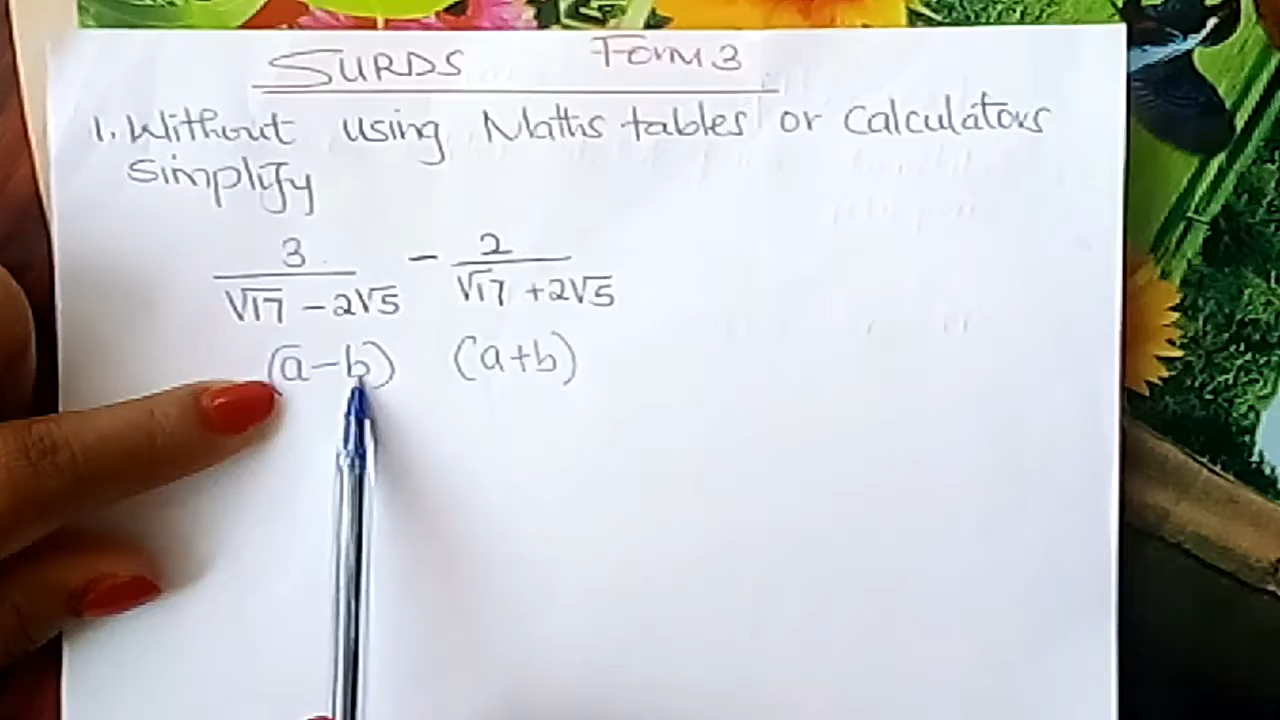 SURDS Form 3
1. Without using Maths tables or Calculators
Simplify
3/(√17 - 2√5) - 2/(√17 + 2√5)
(a-b) (a+b)